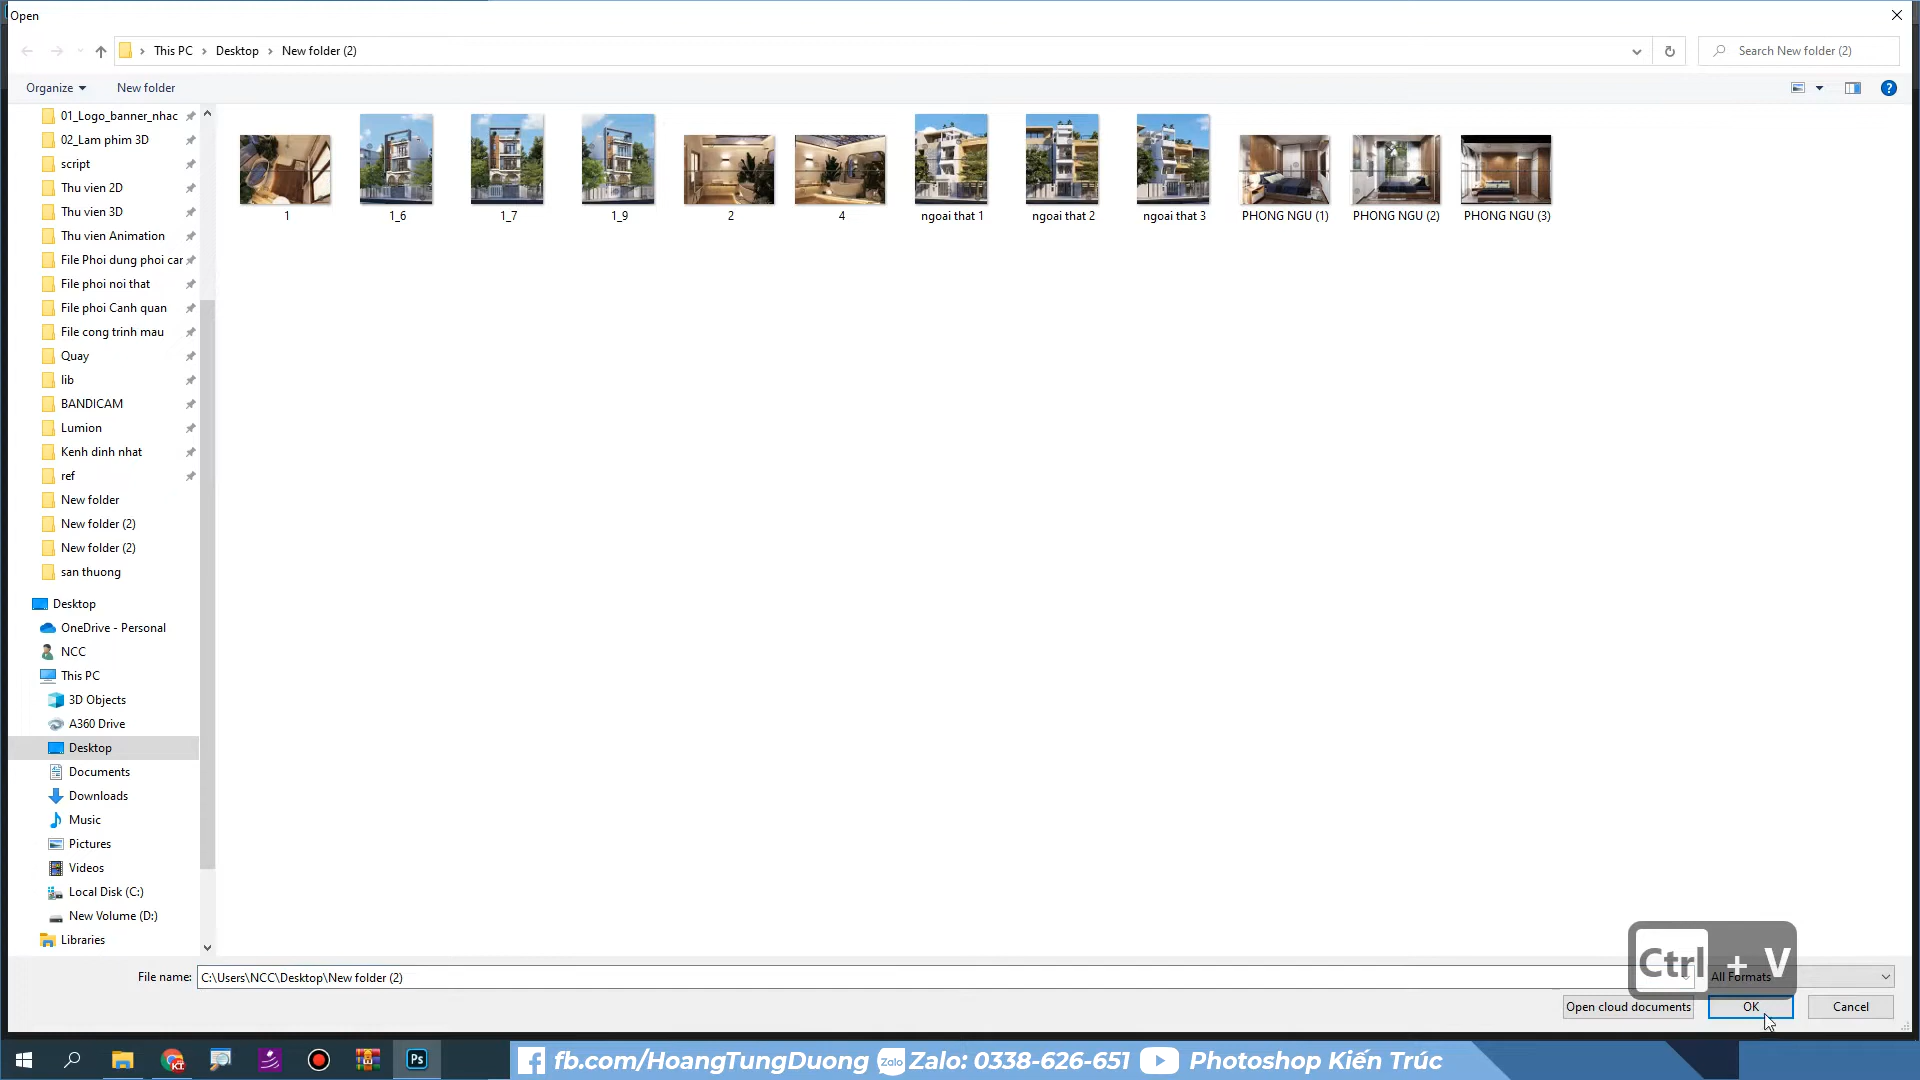 Open
This PC > Desktop > New folder (2)
Search New folder (2)
Organize
New folder
01_Logo_banner_nhac
02_Lam phim 3D
script
Thu vien 2D
Thu vien 3D
Thu vien Animation
File Phoi dung phoi car
File phoi noi that
File phoi Canh quan
File cong trinh mau
Quay
lib
BANDICAM
Lumion
Kenh dinh nhat
ref
New folder
New folder (2)
New folder (2)
san thuong
Desktop
OneDrive - Personal
NCC
This PC
3D Objects
A360 Drive
Desktop
Documents
Downloads
Music
Pictures
Videos
Local Disk (C:)
New Volume (D:)
Libraries
1
1_6
1_7
1_9
2
4
ngoai that 1
ngoai that 2
ngoai that 3
PHONG NGU (1)
PHONG NGU (2)
PHONG NGU (3)
File name: C:\Users\NCC\Desktop\New folder (2)
All Formats
Ctrl + V
Open cloud documents
OK
Cancel
Ps
fb.com/HoangTungDuong Zalo Zalo: 0338-626-651 Photoshop Kiến Trúc